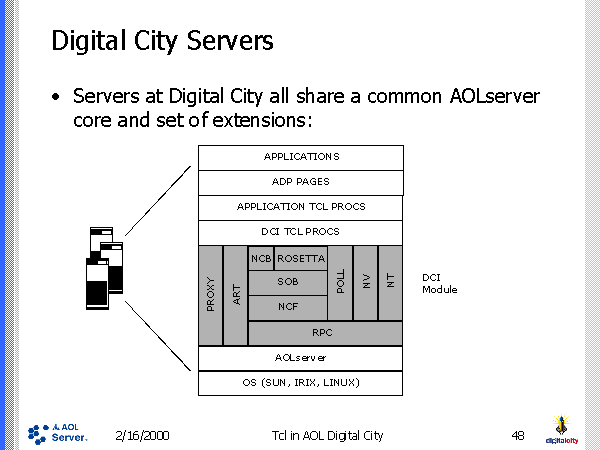 Digital City Servers
• Servers at Digital City all share a common AOLserver
core and set of extensions:
APPLICATIONS
ADP PAGES
APPLICATION TCL PROCS
DCI TCL PROCS
PROXY
ART
NCB
ROSETTA
SOB
NCF
POLL
NV
NT
RPC
DCI
Module
AOLserver
OS (SUN, IRIX, LINUX)
AOL
Server.
2/16/2000
Tcl in AOL Digital City
48
digitalcity